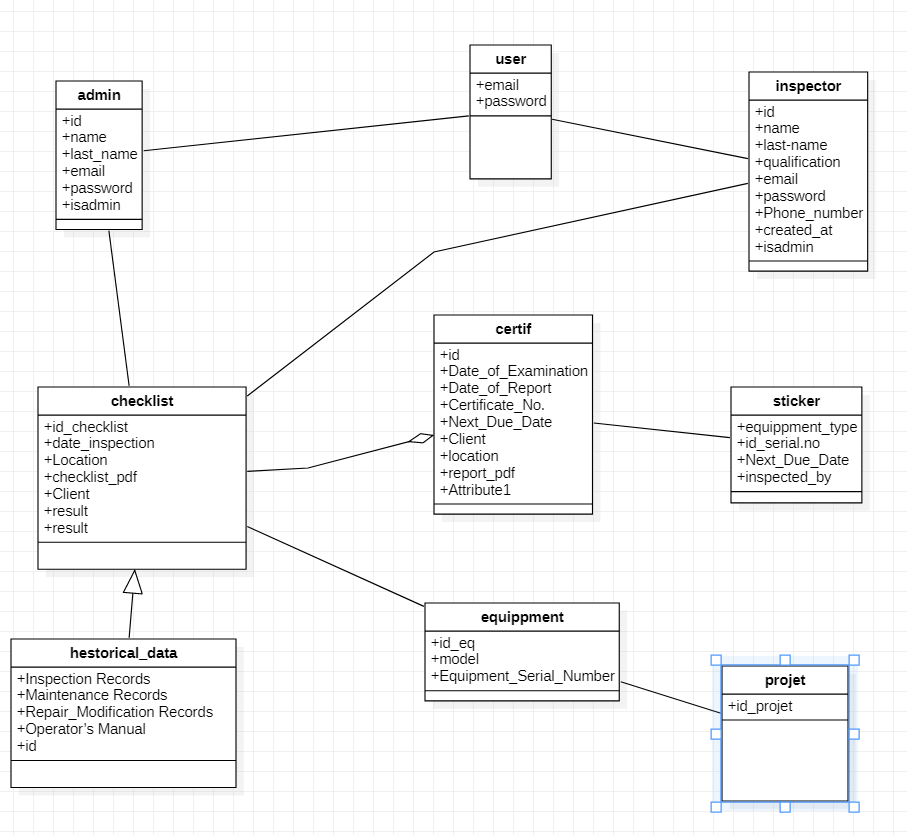 user
+email
+password
admin
+id
+name
+last_name
+email
+password
+isadmin
inspector
+id
+name
+last-name
+qualification
+email
+password
+Phone_number
+created_at
+isadmin
certif
+id
+Date_of_Examination
+Date_of_Report
+Certificate_No.
+Next_Due_Date
+Client
+location
+report_pdf
+Attribute1
checklist
+id_checklist
+date_inspection
+Location
+checklist_pdf
+Client
+result
+result
sticker
+equippment_type
+id_serial.no
+Next_Due_Date
+inspected_by
equippment
+id_eq
+model
+Equipment_Serial_Number
hestorical_data
+Inspection Records
+Maintenance Records
+Repair_Modification Records
+Operator's Manual
+id
projet
+id_projet